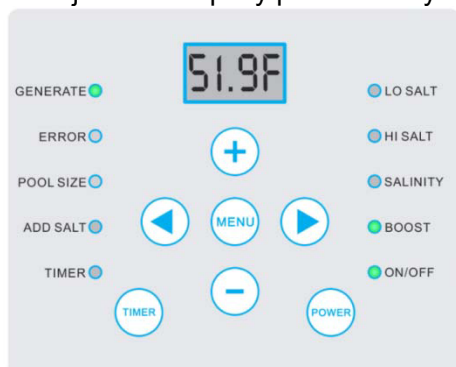 51.9F
GENERATE
LO SALT
ERROR
HI SALT
POOL SIZE
SALINITY
ADD SALT
MENU
BOOST
TIMER
ON/OFF
TIMER
POWER